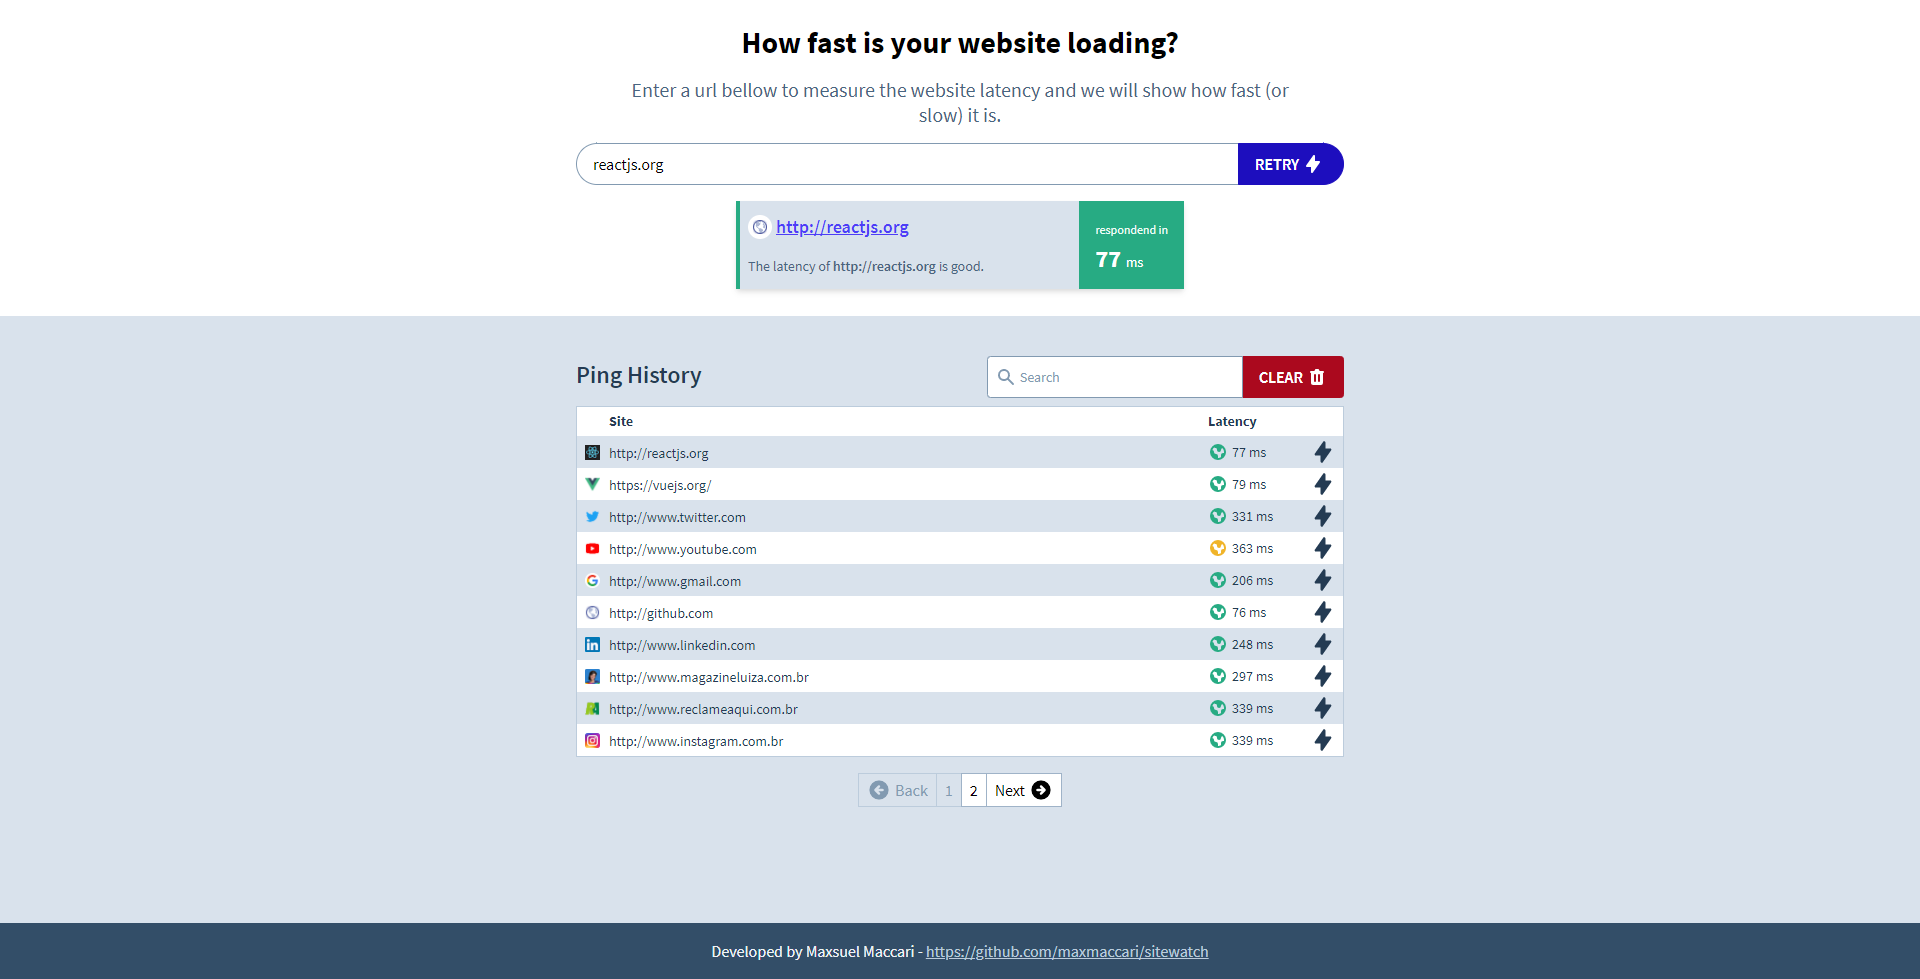 How fast is your website loading?
Enter a url bellow to measure the website latency and we will show how fast (or
slow) it is.
reactjs.org
RETRY
http://reactjs.org
The latency of http://reactjs.org is good.
respondend in
77 ms
Ping History
Search
CLEAR
Site Latency
http://reactjs.org 77 ms
https://vuejs.org/ 79 ms
http://www.twitter.com 331 ms
http://www.youtube.com 363 ms
http://www.gmail.com 206 ms
http://github.com 76 ms
http://www.linkedin.com 248 ms
http://www.magazineluiza.com.br 297 ms
http://www.reclameaqui.com.br 339 ms
http://www.instagram.com.br 339 ms
Back 1 2 Next
Developed by Maxsuel Maccari - https://github.com/maxmaccari/sitewatch